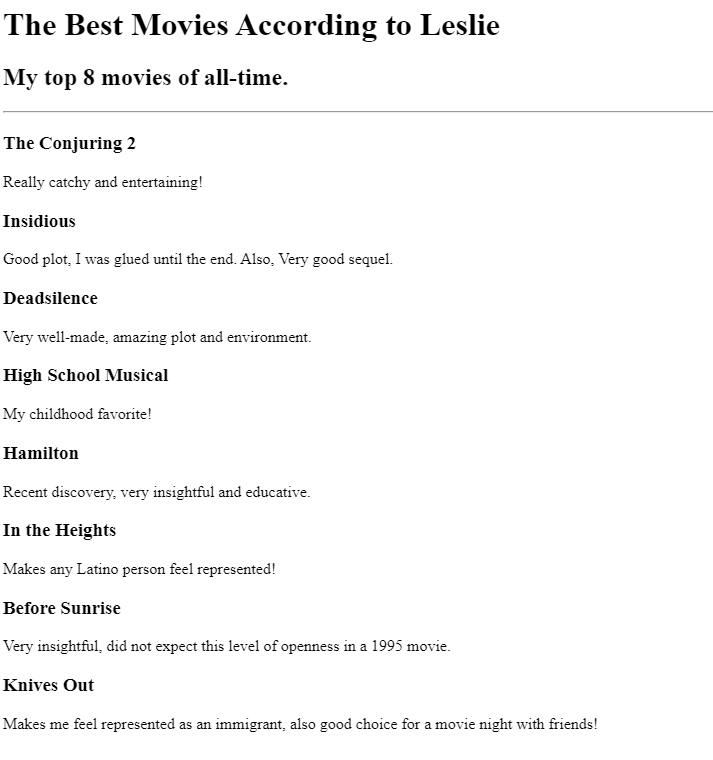 The Best Movies According to Leslie
My top 8 movies of all-time.
The Conjuring 2
Really catchy and entertaining!
Insidious
Good plot, I was glued until the end. Also, Very good sequel.
Deadsilence
Very well-made, amazing plot and environment.
High School Musical
My childhood favorite!
Hamilton
Recent discovery, very insightful and educative.
In the Heights
Makes any Latino person feel represented!
Before Sunrise
Very insightful, did not expect this level of openness in a 1995 movie.
Knives Out
Makes me feel represented as an immigrant, also good choice for a movie night with friends!